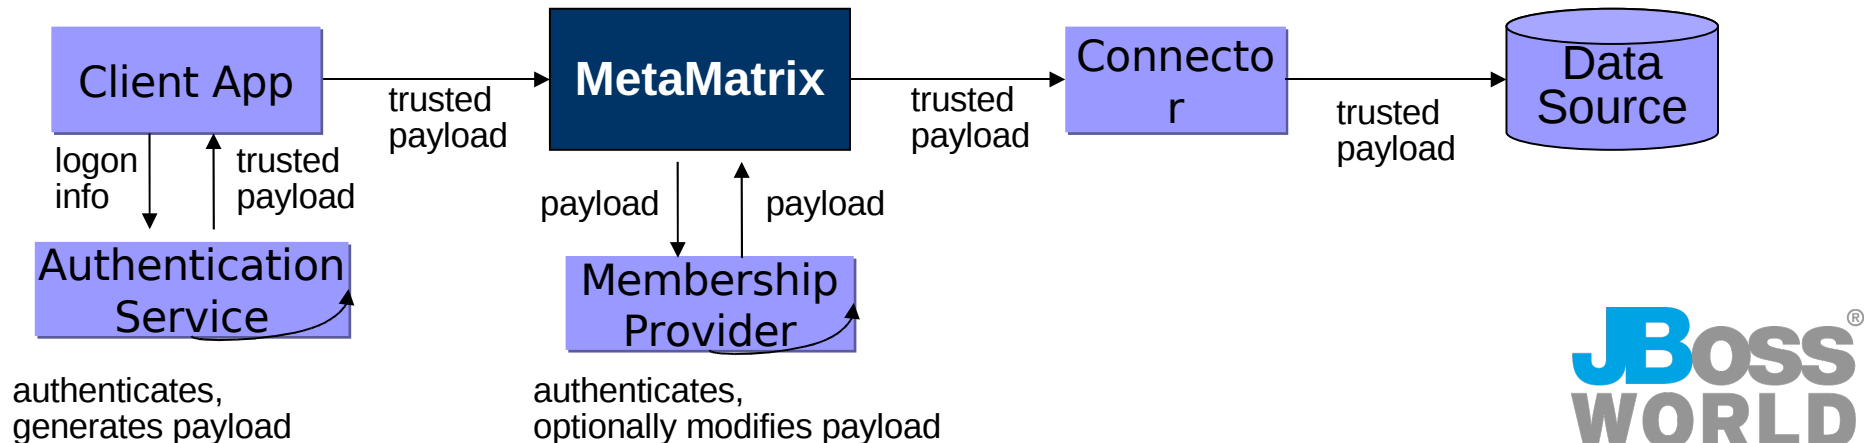 Client App
trusted
payload
MetaMatrix
trusted
payload
Connecto
r
trusted
payload
Data
Source
logon
info
trusted
payload
payload
payload
Authentication
Service
Membership
Provider
authenticates,
generates payload
authenticates,
optionally modifies payload
JBoss®
WORLD